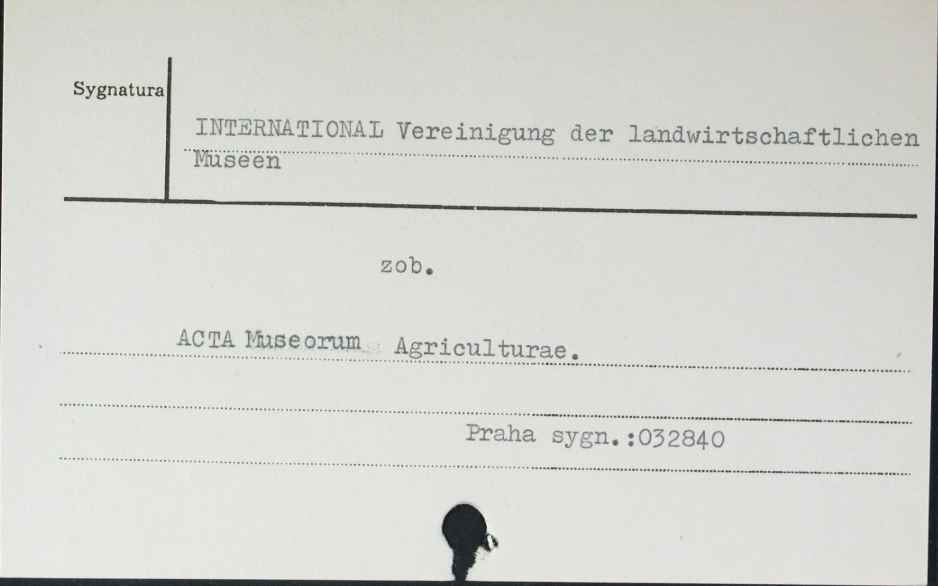 Sygnatura
INTERNATIONAL Vereinigung der landwirtschaftlichen
Museen
zob.
ACTA Museorum Agriculturae.
Praha sygn.:032840